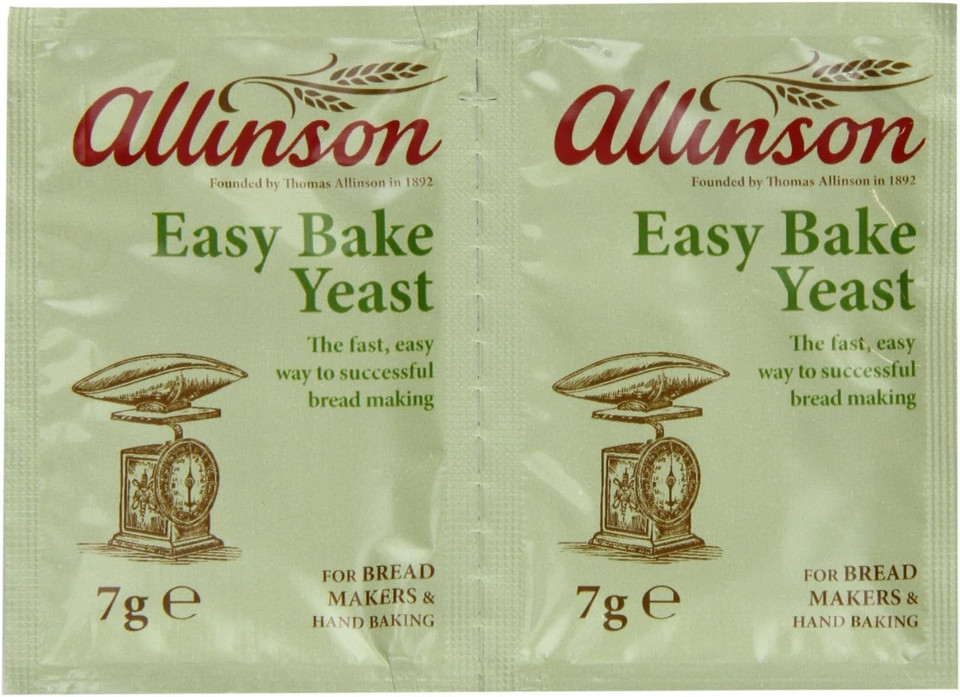 Allinson
Founded by Thomas Allinson in 1892
Easy Bake
Yeast
The fast, easy
way to successful
bread making
7g ℮
FOR BREAD
MAKERS &
HAND BAKING
Allinson
Founded by Thomas Allinson in 1892
Easy Bake
Yeast
The fast, easy
way to successful
bread making
7g ℮
FOR BREAD
MAKERS &
HAND BAKING